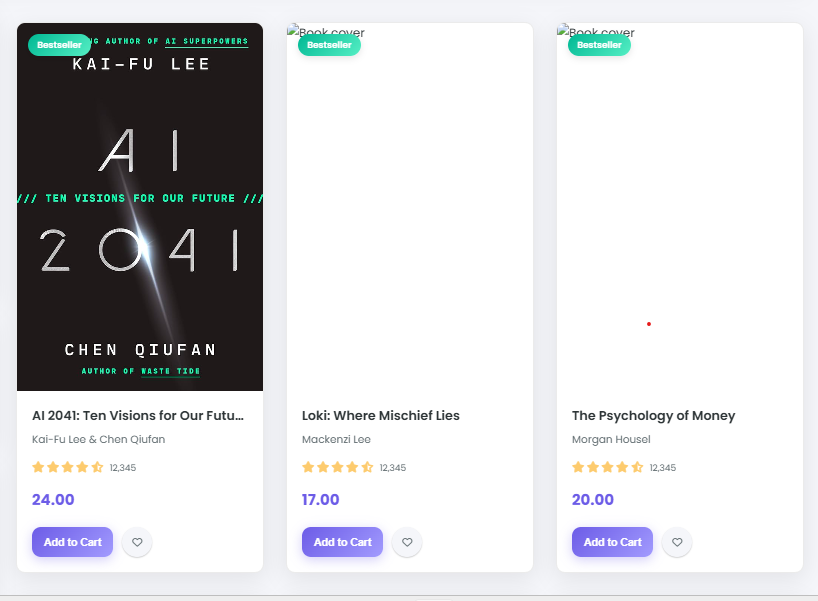 Bestseller
NG AUTHOR OF AI SUPERPOWERS
KAI-FU LEE
AI
/// TEN VISIONS FOR OUR FUTURE ///
2041
CHEN QIUFAN
AUTHOR OF WASTE TIDE
AI 2041: Ten Visions for Our Futu...
Kai-Fu Lee & Chen Qiufan
12,345
24.00
Add to Cart
Book cover
Bestseller
Loki: Where Mischief Lies
Mackenzi Lee
12,345
17.00
Add to Cart
Book cover
Bestseller
The Psychology of Money
Morgan Housel
12,345
20.00
Add to Cart